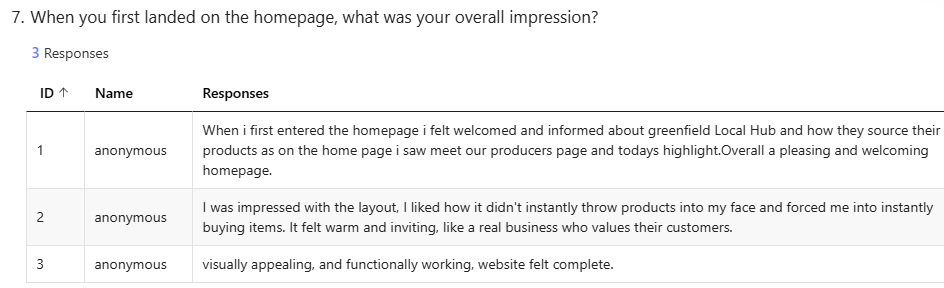 7. When you first landed on the homepage, what was your overall impression?
3 Responses
ID ↑ Name Responses
1 anonymous When i first entered the homepage i felt welcomed and informed about greenfield Local Hub and how they source their
products as on the home page i saw meet our producers page and todays highlight.Overall a pleasing and welcoming
homepage.
2 anonymous I was impressed with the layout, I liked how it didn't instantly throw products into my face and forced me into instantly
buying items. It felt warm and inviting, like a real business who values their customers.
3 anonymous visually appealing, and functionally working, website felt complete.